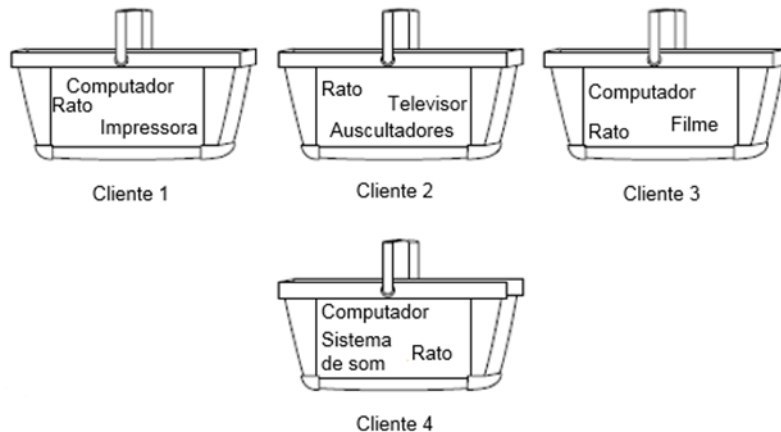 Computador
Rato
Impressora
Cliente 1
Rato
Televisor
Auscultadores
Cliente 2
Computador
Rato
Filme
Cliente 3
Computador
Sistema
de som
Rato
Cliente 4